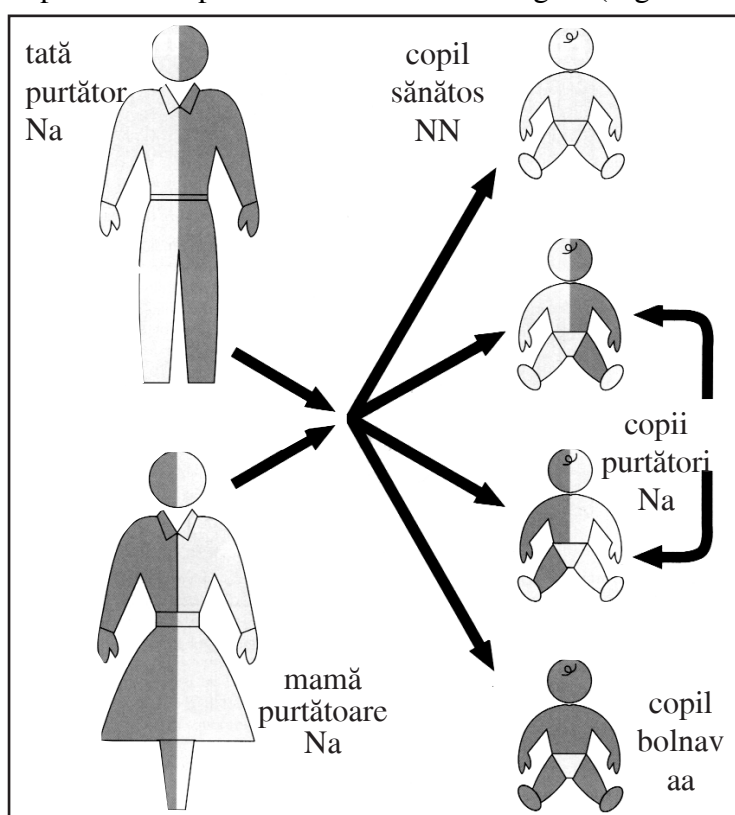 tată
purtător
Na
copil
sănătos
NN
copii
purtători
Na
mamă
purtătoare
Na
copil
bolnav
aa